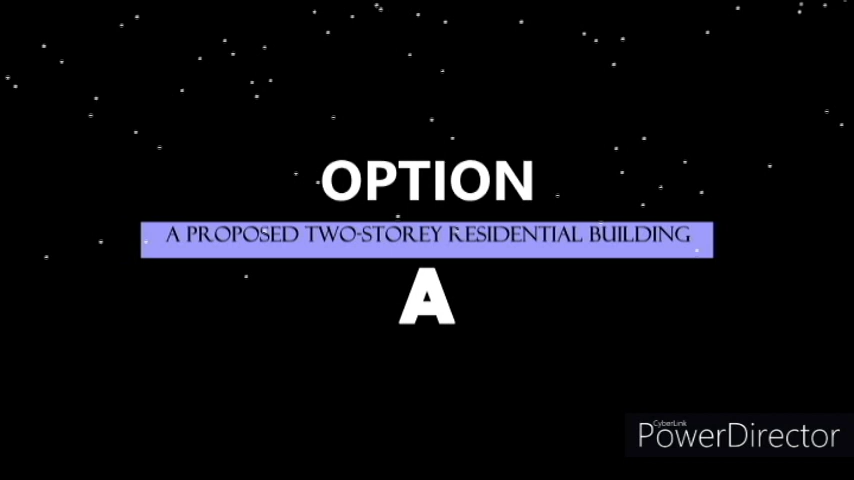 OPTION
A PROPOSED TWO-STOREY RESIDENTIAL BUILDING
A
CyberLink
PowerDirector